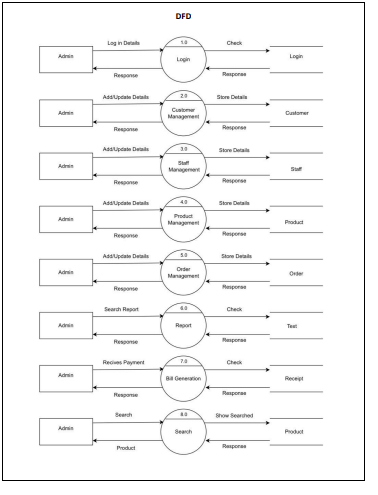 DFD
Log in Details 1.0 Check
Admin Login Login
Response Response
Add/Update Details 2.0 Store Details
Admin Customer Customer
Management
Response Response
Add/Update Details 3.0 Store Details
Admin Staff Staff
Management
Response Response
Add/Update Details 4.0 Store Details
Admin Product Product
Management
Response Response
Add/Update Details 5.0 Store Details
Admin Order Order
Management
Response Response
Search Report 6.0 Check
Admin Report Test
Response Response
Recives Payment 7.0 Check
Admin Bill Generation Receipt
Response Response
Search 8.0 Show Searched
Admin Search Product
Product Response